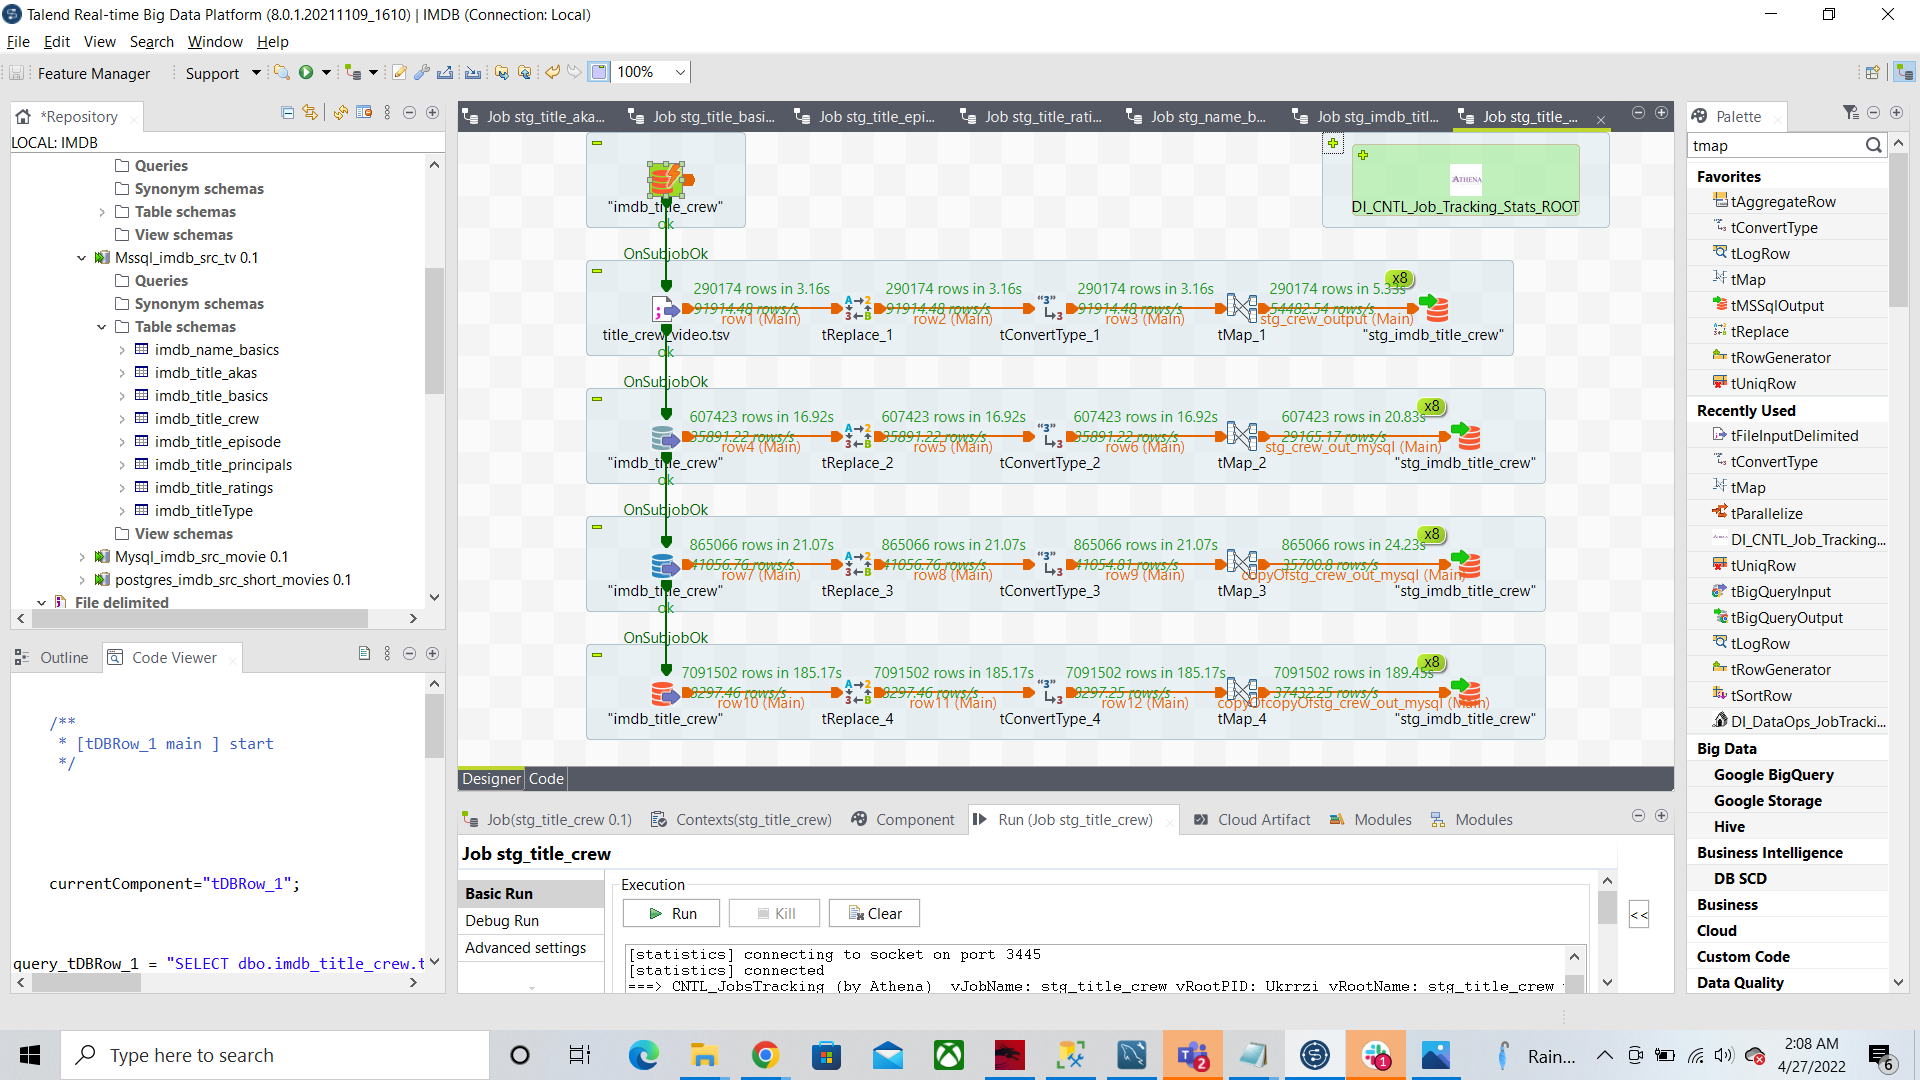 Talend Real-time Big Data Platform (8.0.1.20211109_1610) | IMDB (Connection: Local)
File Edit View Search Window Help
Feature Manager Support 100%
*Repository
LOCAL: IMDB
Queries
Synonym schemas
Table schemas
View schemas
Mssql_imdb_src_tv 0.1
Queries
Synonym schemas
Table schemas
imdb_name_basics
imdb_title_akas
imdb_title_basics
imdb_title_crew
imdb_title_episode
imdb_title_principals
imdb_title_ratings
imdb_titleType
View schemas
Mysql_imdb_src_movie 0.1
postgres_imdb_src_short_movies 0.1
File delimited
Outline Code Viewer
/**
* [tDBRow_1 main ] start
*/
currentComponent="tDBRow_1";
query_tDBRow_1 = "SELECT dbo.imdb_title_crew.t
Job stg_title_aka... Job stg_title_basi... Job stg_title_epi... Job stg_title_rati... Job stg_name_b... Job stg_imdb_titl... Job stg_title_...
"imdb_title_crew"
ok
ATHENA
DI_CNTL_Job_Tracking_Stats_ROOT
OnSubjobOk
x8
290174 rows in 3.16s 290174 rows in 3.16s 290174 rows in 3.16s 290174 rows in 5.33s
91914.48 rows/s 91914.48 rows/s 91914.48 rows/s 54482.54 rows/s
row1 (Main) row2 (Main) row3 (Main) stg_crew_output (Main)
title_crew_video.tsv tReplace_1 tConvertType_1 tMap_1 "stg_imdb_title_crew"
ok
OnSubjobOk
x8
607423 rows in 16.92s 607423 rows in 16.92s 607423 rows in 16.92s 607423 rows in 20.83s
35891.22 rows/s 35891.22 rows/s 35891.22 rows/s 29165.17 rows/s
row4 (Main) row5 (Main) row6 (Main) stg_crew_out_mysql (Main)
"imdb_title_crew" tReplace_2 tConvertType_2 tMap_2 "stg_imdb_title_crew"
ok
OnSubjobOk
x8
865066 rows in 21.07s 865066 rows in 21.07s 865066 rows in 21.07s 865066 rows in 24.23s
41056.76 rows/s 41056.76 rows/s 41054.81 rows/s 35700.8 rows/s
row7 (Main) row8 (Main) row9 (Main) copyOfstg_crew_out_mysql (Main)
"imdb_title_crew" tReplace_3 tConvertType_3 tMap_3 "stg_imdb_title_crew"
ok
OnSubjobOk
x8
7091502 rows in 185.17s 7091502 rows in 185.17s 7091502 rows in 185.17s 7091502 rows in 189.45s
38297.46 rows/s 38297.46 rows/s 38297.25 rows/s 37432.25 rows/s
row10 (Main) row11 (Main) row12 (Main) copyOfcopyOfstg_crew_out_mysql (Main)
"imdb_title_crew" tReplace_4 tConvertType_4 tMap_4 "stg_imdb_title_crew"
Designer Code
Job(stg_title_crew 0.1) Contexts(stg_title_crew) Component Run (Job stg_title_crew) Cloud Artifact Modules Modules
Job stg_title_crew
Basic Run
Debug Run
Advanced settings
Execution
Run Kill Clear
<<
[statistics] connecting to socket on port 3445
[statistics] connected
===> CNTL_JobsTracking (by Athena) vJobName: stg_title_crew vRootPID: Ukrrzi vRootName: stg_title_crew
Palette
tmap
Favorites
tAggregateRow
tConvertType
tLogRow
tMap
tMSSqlOutput
tReplace
tRowGenerator
tUniqRow
Recently Used
tFileInputDelimited
tConvertType
tMap
tParallelize
DI_CNTL_Job_Tracking...
tUniqRow
tBigQueryInput
tBigQueryOutput
tLogRow
tRowGenerator
tSortRow
DI_DataOps_JobTracki...
Big Data
Google BigQuery
Google Storage
Hive
Business Intelligence
DB SCD
Business
Cloud
Custom Code
Data Quality
Type here to search
2
1
Rain...
2:08 AM
4/27/2022
6